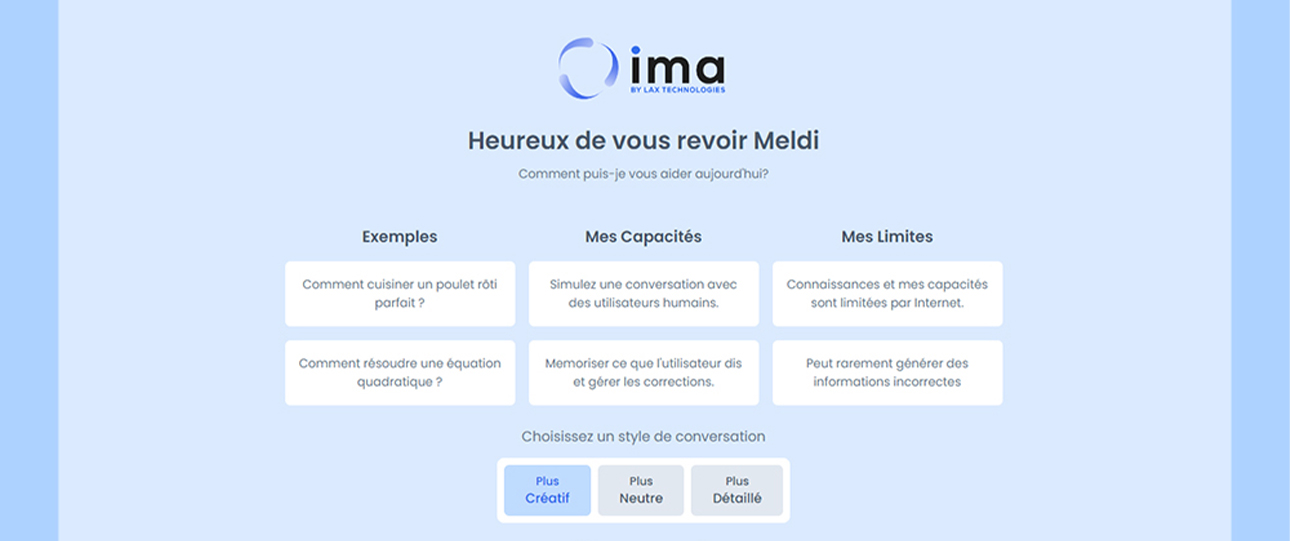 ima
BY LAX TECHNOLOGIES
Heureux de vous revoir Meldi
Comment puis-je vous aider aujourd'hui?
Exemples
Comment cuisiner un poulet rôti
parfait ?
Comment résoudre une équation
quadratique ?
Mes Capacités
Simulez une conversation avec
des utilisateurs humains.
Memoriser ce que l'utilisateur dis
et gérer les corrections.
Mes Limites
Connaissances et mes capacités
sont limitées par Internet.
Peut rarement générer des
informations incorrectes
Choisissez un style de conversation
Plus
Créatif
Plus
Neutre
Plus
Détaillé